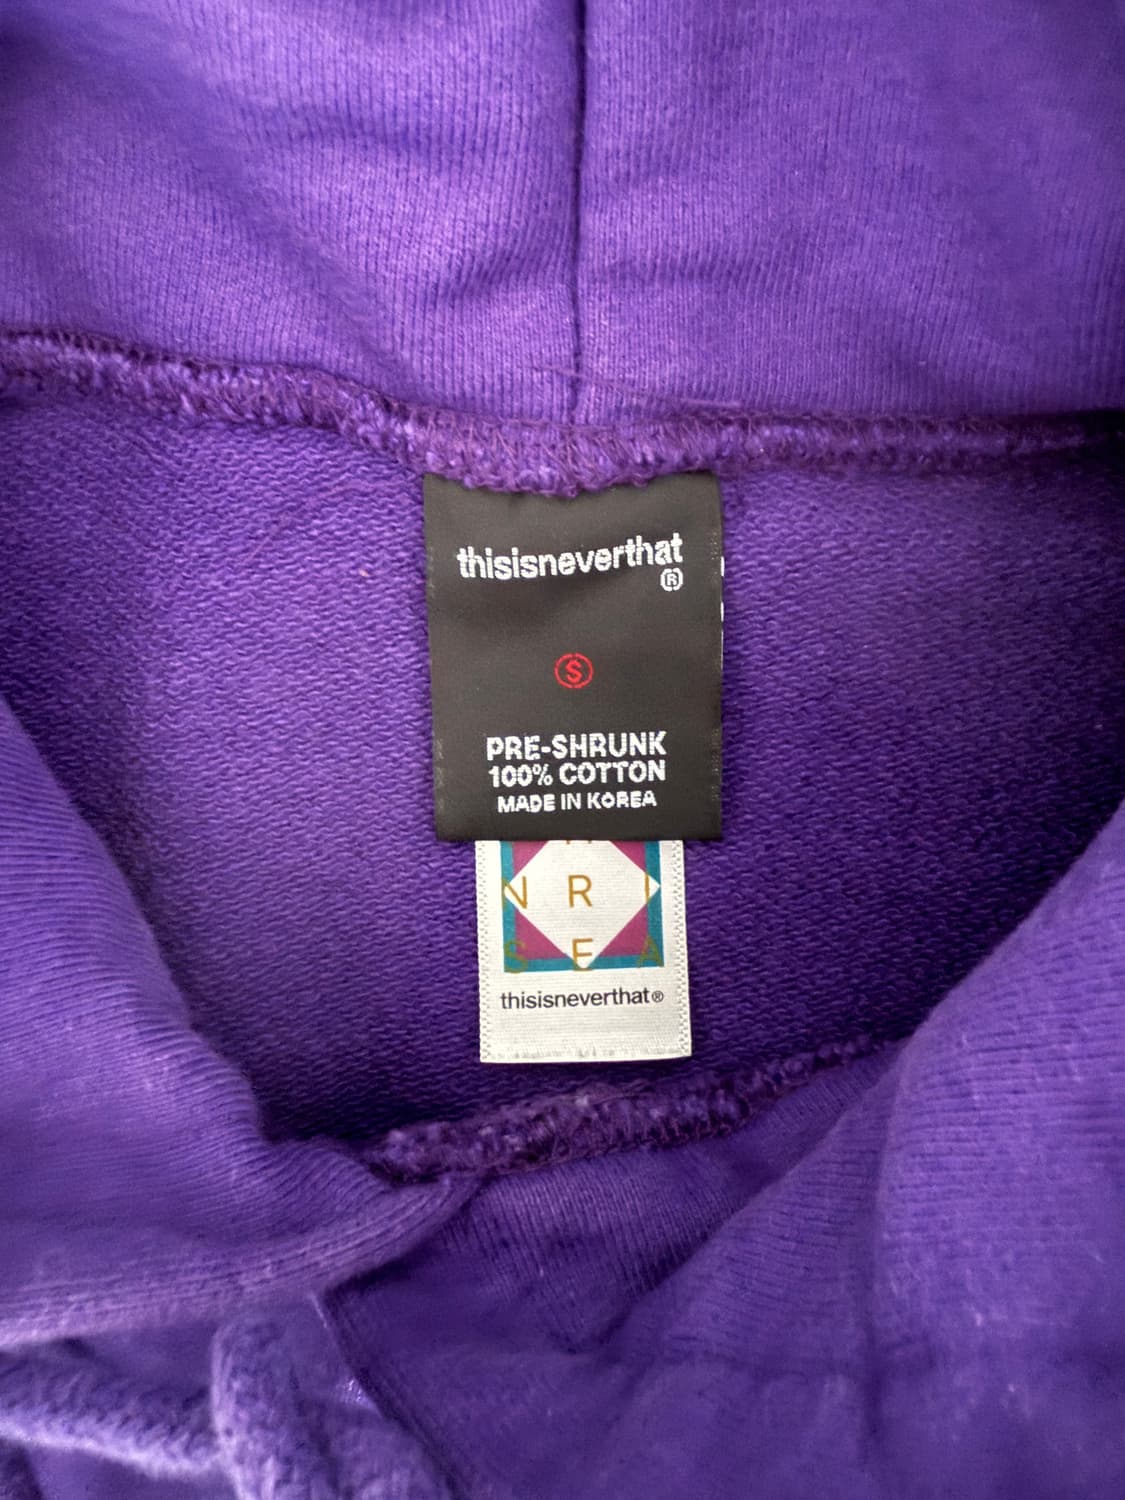 thisisneverthat
®
S
PRE-SHRUNK
100% COTTON
MADE IN KOREA
N R I
S E A
thisisneverthat®